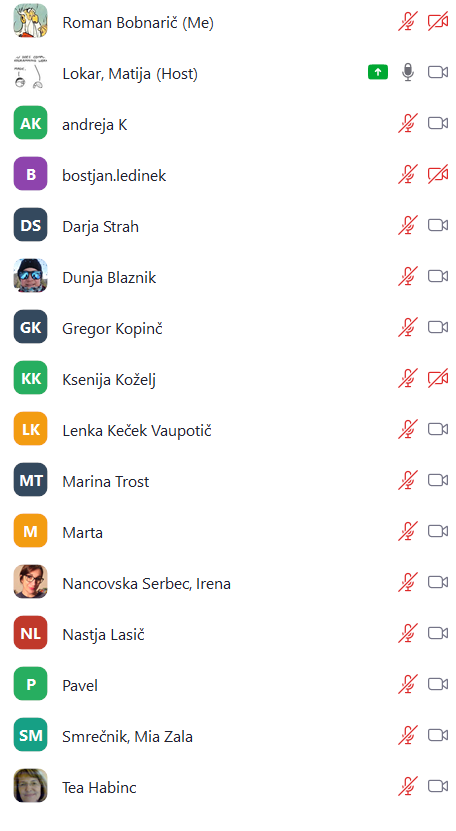 Roman Bobnarič (Me)
Lokar, Matija (Host)
AK andreja K
B bostjan.ledinek
DS Darja Strah
Dunja Blaznik
GK Gregor Kopinč
KK Ksenija Koželj
LK Lenka Keček Vaupotič
MT Marina Trost
M Marta
Nancovska Serbec, Irena
NL Nastja Lasič
P Pavel
SM Smrečnik, Mia Zala
Tea Habinc